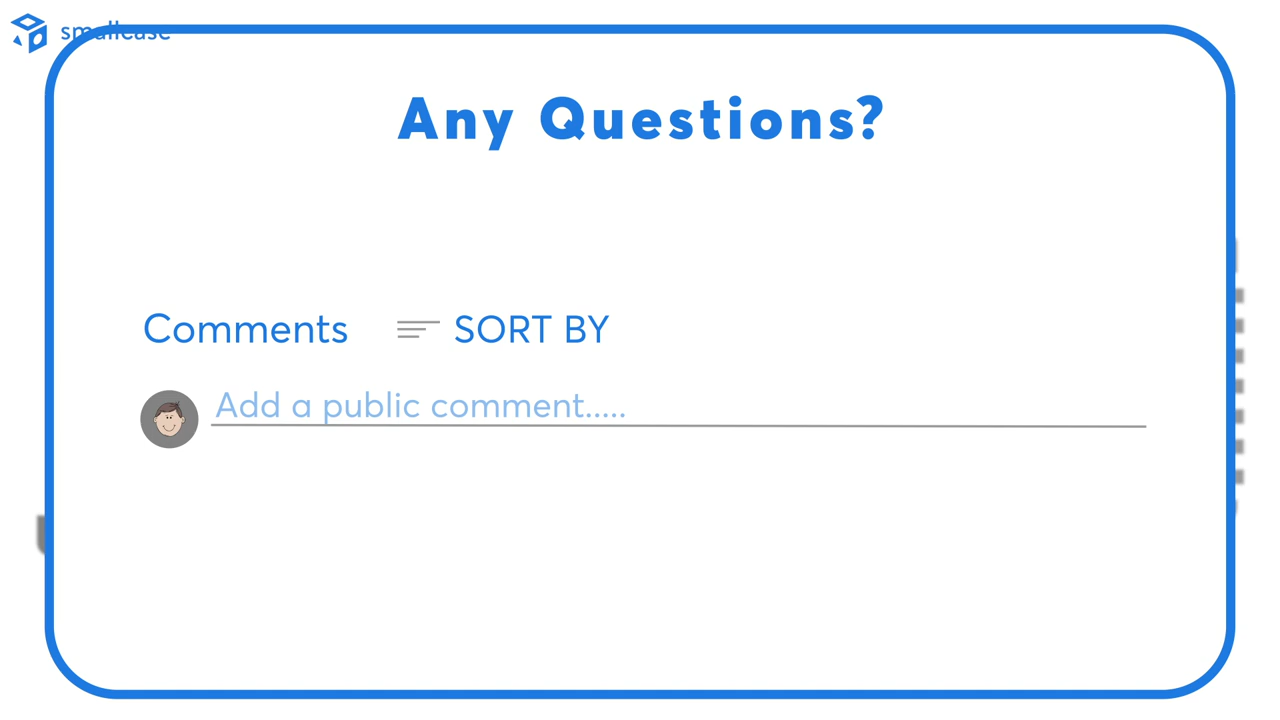 smallcase
Any Questions?
Comments SORT BY
Add a public comment.....